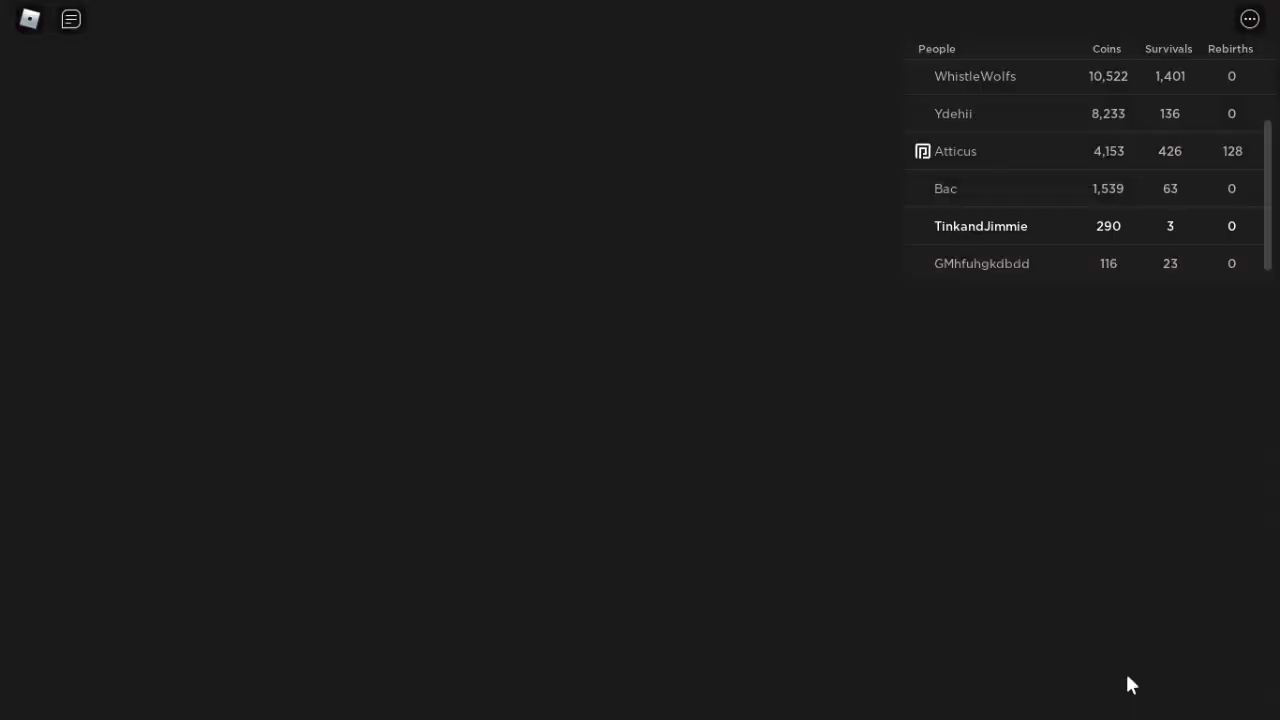 People Coins Survivals Rebirths
WhistleWolfs 10,522 1,401 0
Ydehii 8,233 136 0
Atticus 4,153 426 128
Bac 1,539 63 0
TinkandJimmie 290 3 0
GMhfuhgkdbdd 116 23 0